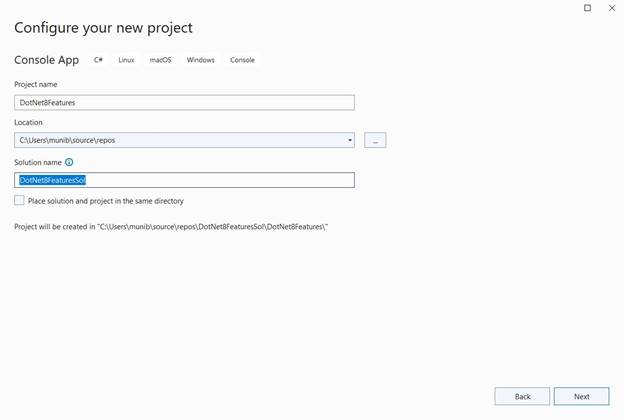 Configure your new project
Console App C# Linux macOS Windows Console
Project name
DotNet8Features
Location
C:\Users\munib\source\repos
...
Solution name
DotNet8FeaturesSol
Place solution and project in the same directory
Project will be created in "C:\Users\munib\source\repos\DotNet8FeaturesSol\DotNet8Features\"
Back Next